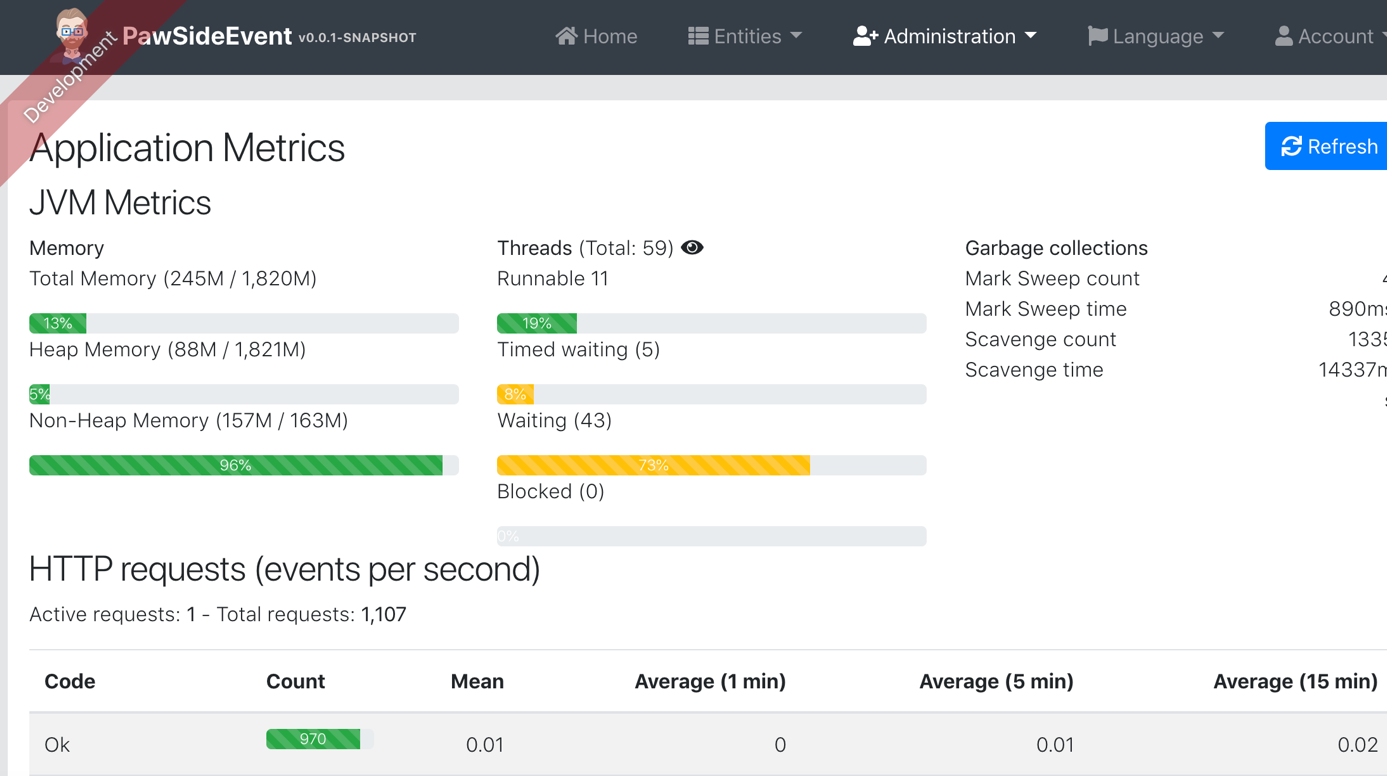 Development
PawSideEvent v0.0.1-SNAPSHOT Home Entities Administration Language Account
Application Metrics
Refresh
JVM Metrics
Memory Threads (Total: 59) Garbage collections
Total Memory (245M / 1,820M) Runnable 11 Mark Sweep count
Mark Sweep time 890ms
13% 19%
Heap Memory (88M / 1,821M) Timed waiting (5) Scavenge count 1335
Scavenge time 14337m
5% 8%
Non-Heap Memory (157M / 163M) Waiting (43)
96% 73%
Blocked (0)
0%
HTTP requests (events per second)
Active requests: 1 - Total requests: 1,107
Code Count Mean Average (1 min) Average (5 min) Average (15 min)
Ok 970 0.01 0 0.01 0.02